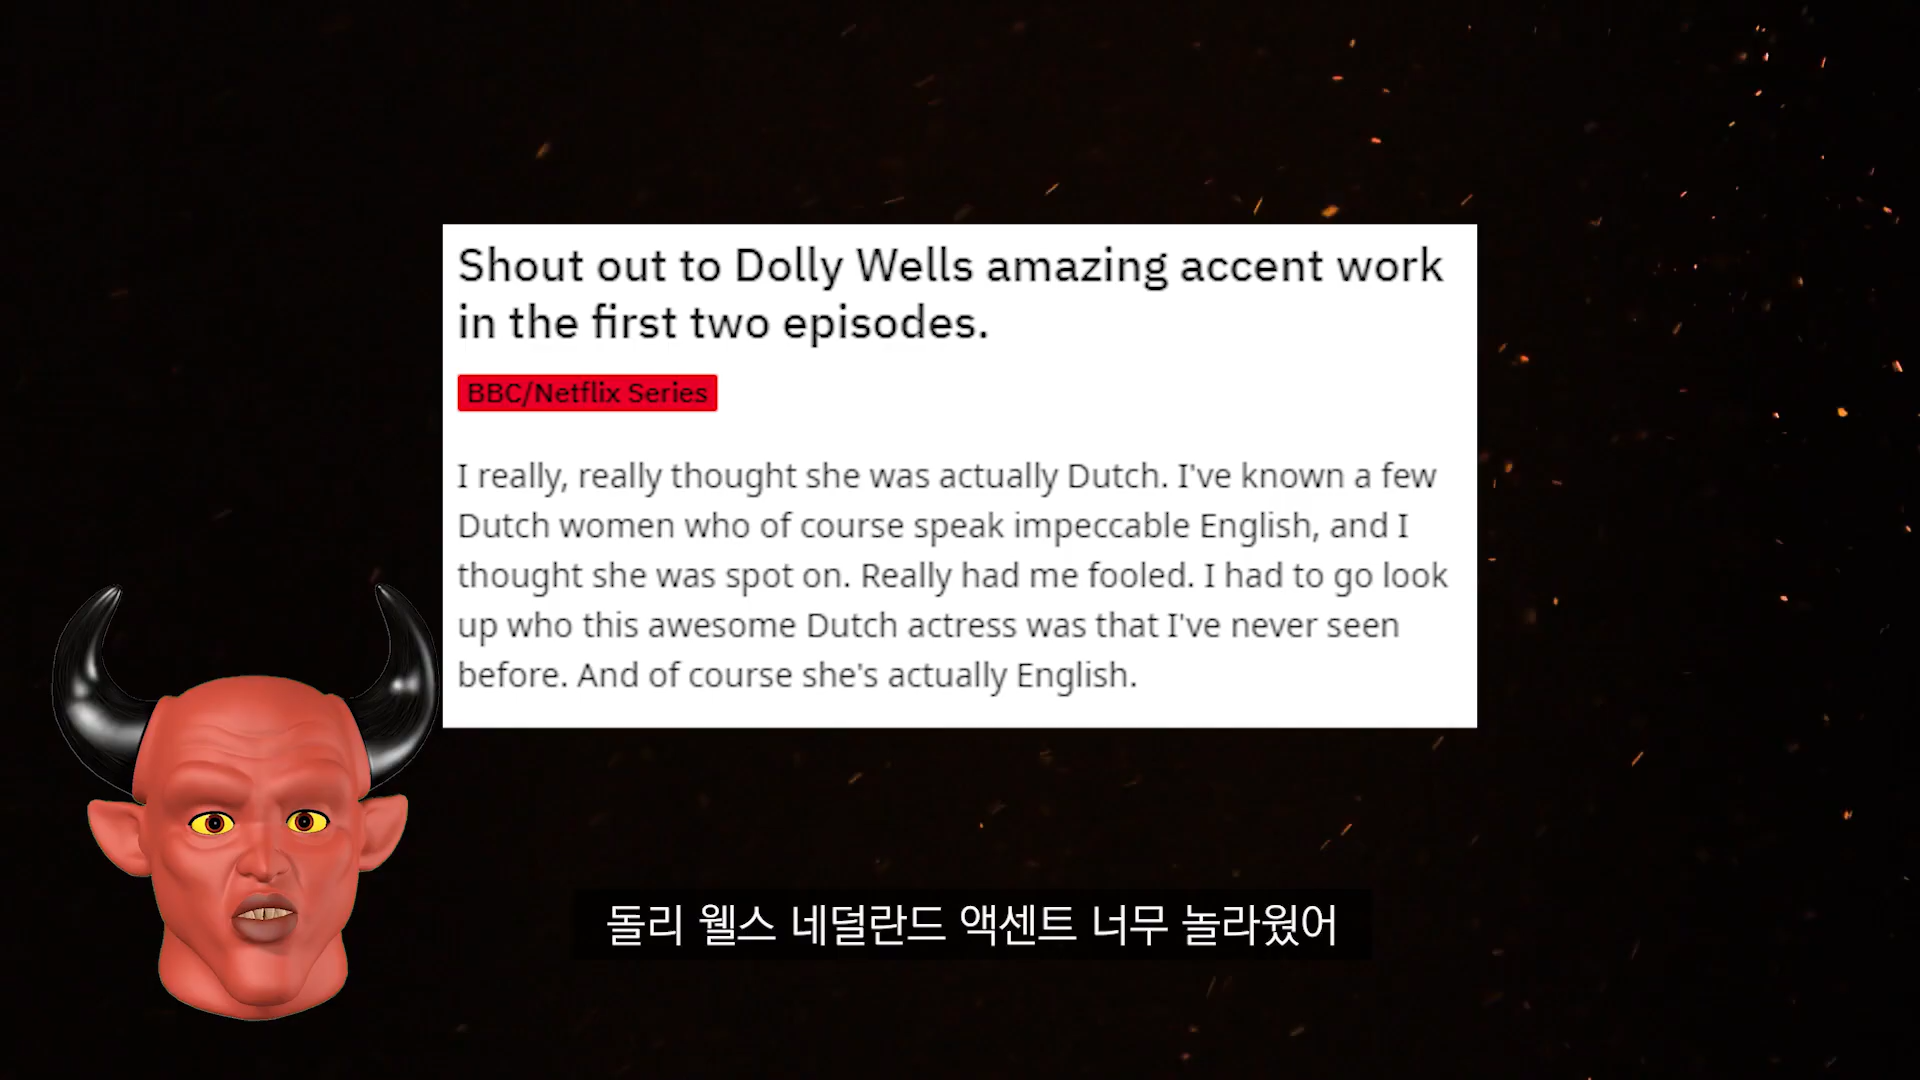 Shout out to Dolly Wells amazing accent work
in the first two episodes.
BBC/Netflix Series
I really, really thought she was actually Dutch. I've known a few
Dutch women who of course speak impeccable English, and I
thought she was spot on. Really had me fooled. I had to go look
up who this awesome Dutch actress was that I've never seen
before. And of course she's actually English.
돌리 웰스 네덜란드 액센트 너무 놀라웠어